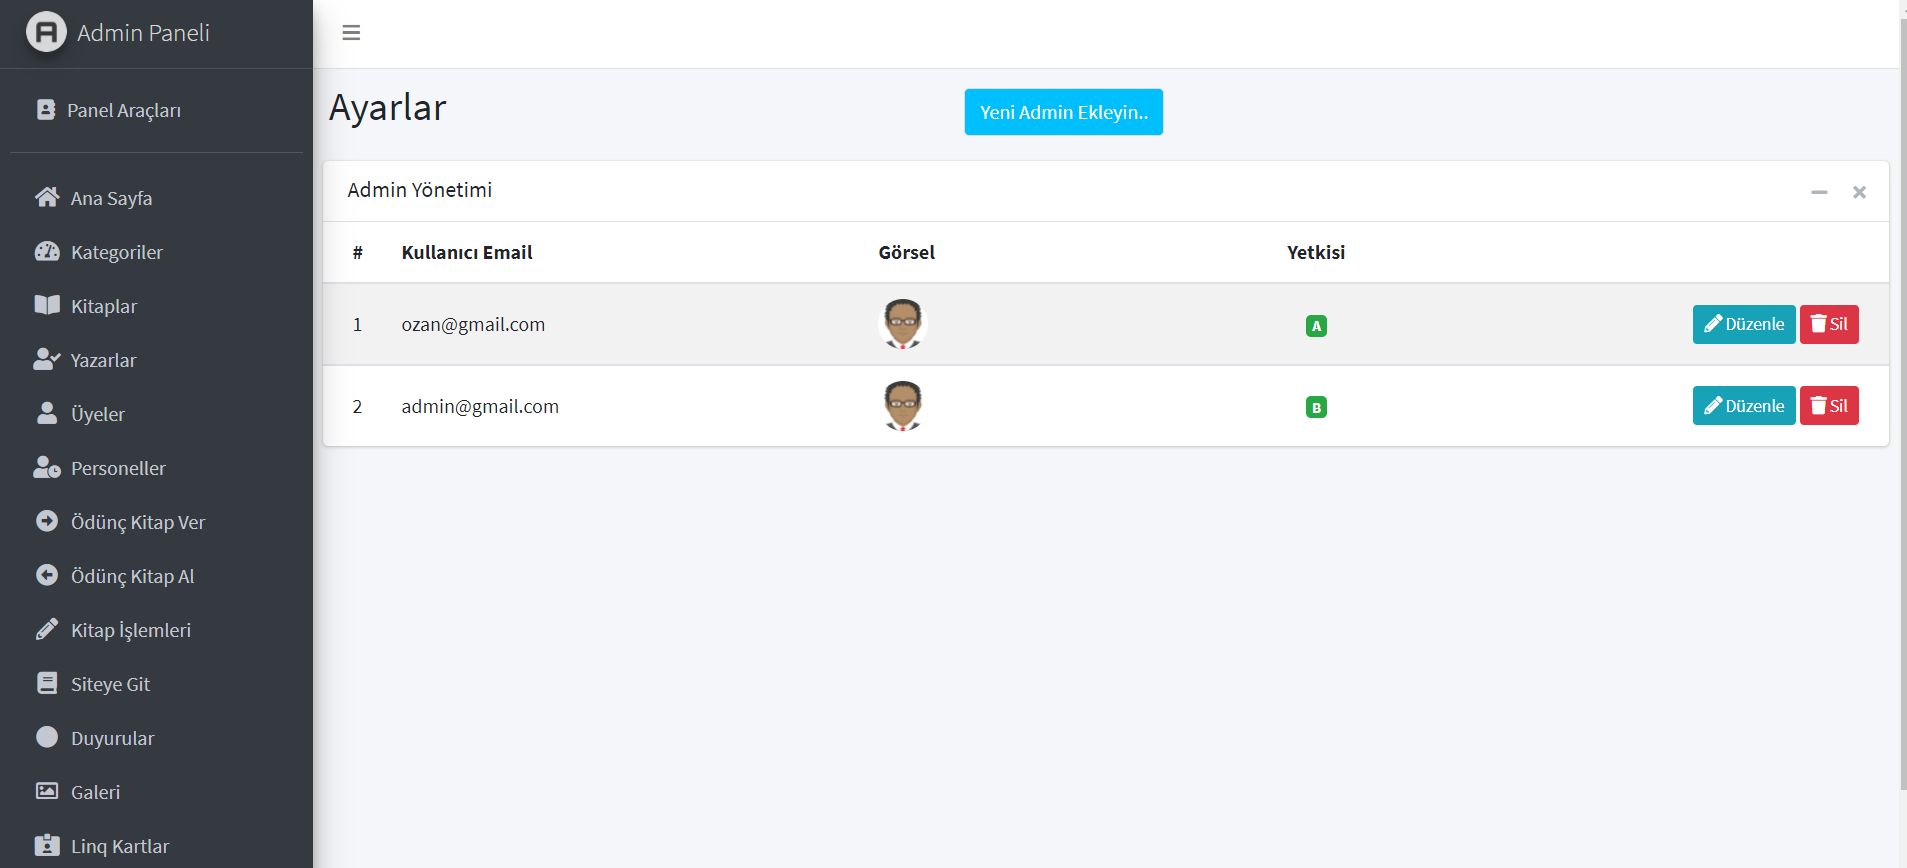 Admin Paneli
Panel Araçları
Ana Sayfa
Kategoriler
Kitaplar
Yazarlar
Üyeler
Personeller
Ödünç Kitap Ver
Ödünç Kitap Al
Kitap İşlemleri
Siteye Git
Duyurular
Galeri
Linq Kartlar
Ayarlar
Yeni Admin Ekleyin..
Admin Yönetimi
# Kullanıcı Email Görsel Yetkisi
1 ozan@gmail.com A Düzenle Sil
2 admin@gmail.com B Düzenle Sil